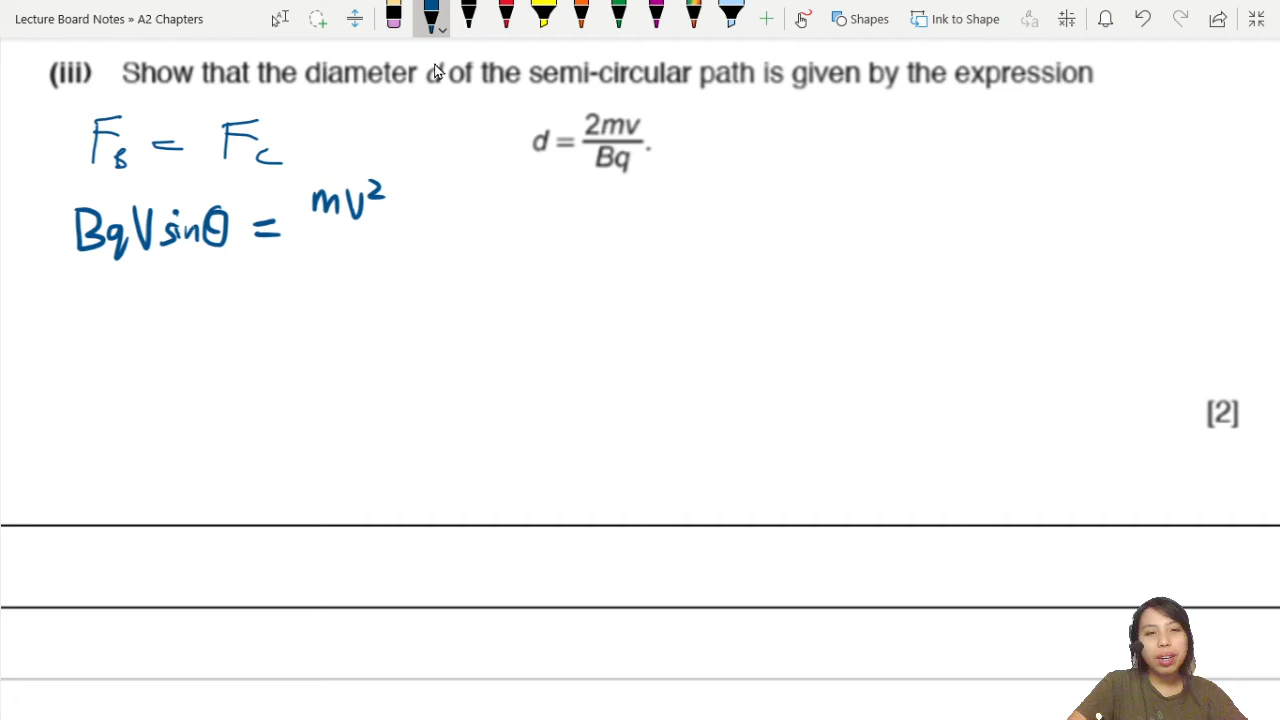 Lecture Board Notes » A2 Chapters
Shapes
Ink to Shape
(iii) Show that the diameter d of the semi-circular path is given by the expression
d = 2mv / Bq .
F_B = F_C
BqV sinθ = mv²
[2]